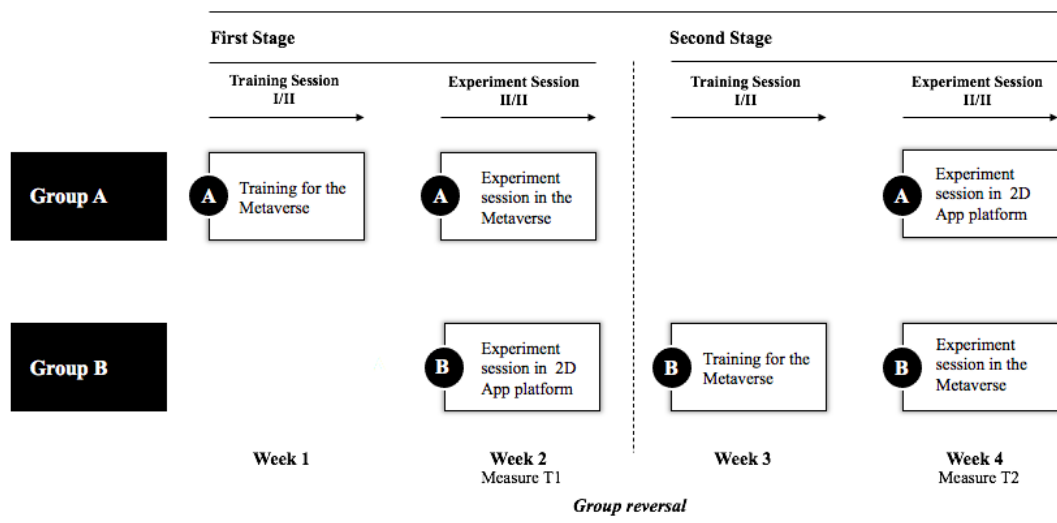 First Stage
Second Stage
Training Session
I/II
Experiment Session
II/II
Training Session
I/II
Experiment Session
II/II
Group A
A
Training for the
Metaverse
A
Experiment
session in the
Metaverse
A
Experiment
session in 2D
App platform
Group B
B
Experiment
session in 2D
App platform
B
Training for the
Metaverse
B
Experiment
session in the
Metaverse
Week 1
Week 2
Measure T1
Week 3
Week 4
Measure T2
Group reversal